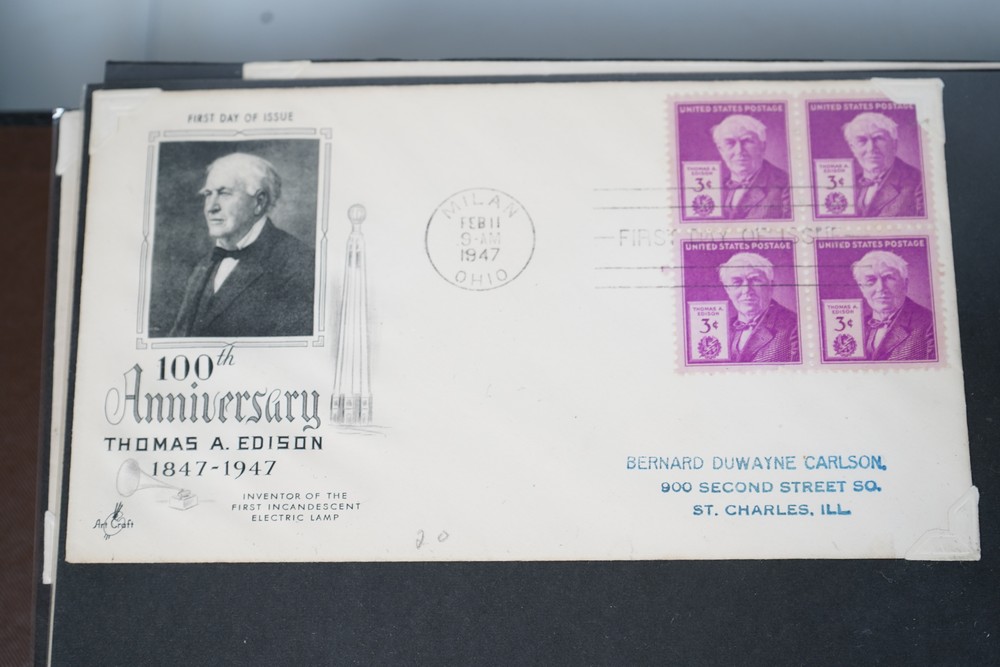 FIRST DAY OF ISSUE
100th
Anniversary
THOMAS A. EDISON
1847-1947
INVENTOR OF THE
FIRST INCANDESCENT
ELECTRIC LAMP
Art Craft
20
MILAN
FEB 11
9-AM
1947
OHIO
FIRST DAY OF ISSUE
UNITED STATES POSTAGE
THOMAS A.
EDISON
3¢
UNITED STATES POSTAGE
THOMAS A.
EDISON
3¢
UNITED STATES POSTAGE
THOMAS A.
EDISON
3¢
UNITED STATES POSTAGE
THOMAS A.
EDISON
3¢
BERNARD DUWAYNE CARLSON,
900 SECOND STREET SO.
ST. CHARLES, ILL.